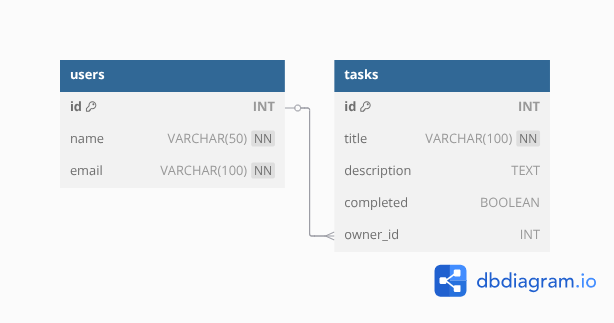 users
id INT
name VARCHAR(50) NN
email VARCHAR(100) NN
tasks
id INT
title VARCHAR(100) NN
description TEXT
completed BOOLEAN
owner_id INT
dbdiagram.io